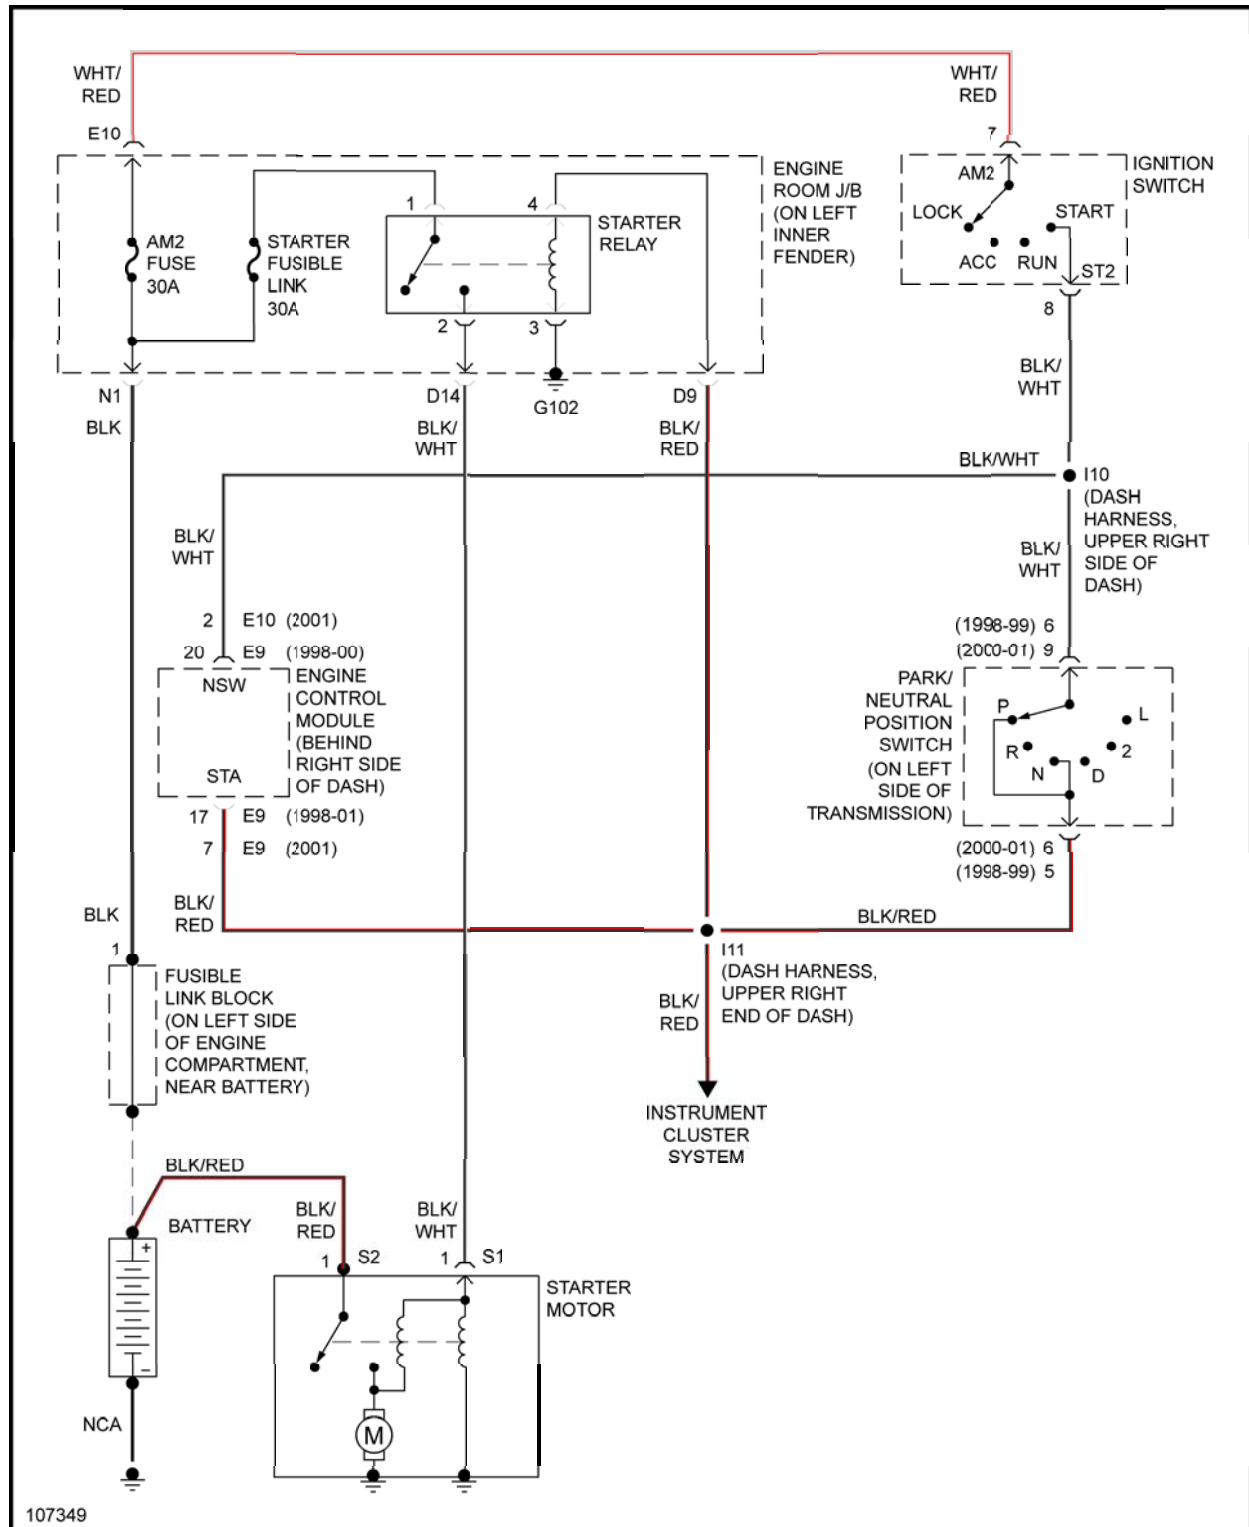 WHT/
RED
E10
WHT/
RED
7
AM2
LOCK
START
ACC
RUN
ST2
8
IGNITION
SWITCH
ENGINE
ROOM J/B
(ON LEFT
INNER
FENDER)
1
4
STARTER
RELAY
AM2
FUSE
30A
STARTER
FUSIBLE
LINK
30A
2
3
N1
BLK
D14
BLK/
WHT
G102
D9
BLK/
RED
BLK/
WHT
BLK/WHT
I10
(DASH
HARNESS,
UPPER RIGHT
SIDE OF
DASH)
BLK/
WHT
BLK/
WHT
2 E10 (2001)
20 E9 (1998-00)
NSW
ENGINE
CONTROL
MODULE
(BEHIND
RIGHT SIDE
OF DASH)
STA
17 E9 (1998-01)
7 E9 (2001)
(1998-99) 6
(2000-01) 9
PARK/
NEUTRAL
POSITION
SWITCH
(ON LEFT
SIDE OF
TRANSMISSION)
P
R
N
D
2
L
(2000-01) 6
(1998-99) 5
BLK/
RED
BLK/RED
BLK
1
I11
(DASH HARNESS,
UPPER RIGHT
END OF DASH)
BLK/
RED
FUSIBLE
LINK BLOCK
(ON LEFT SIDE
OF ENGINE
COMPARTMENT,
NEAR BATTERY)
INSTRUMENT
CLUSTER
SYSTEM
BLK/RED
BATTERY
+
−
BLK/
RED
1 S2
BLK/
WHT
1 S1
STARTER
MOTOR
M
NCA
107349